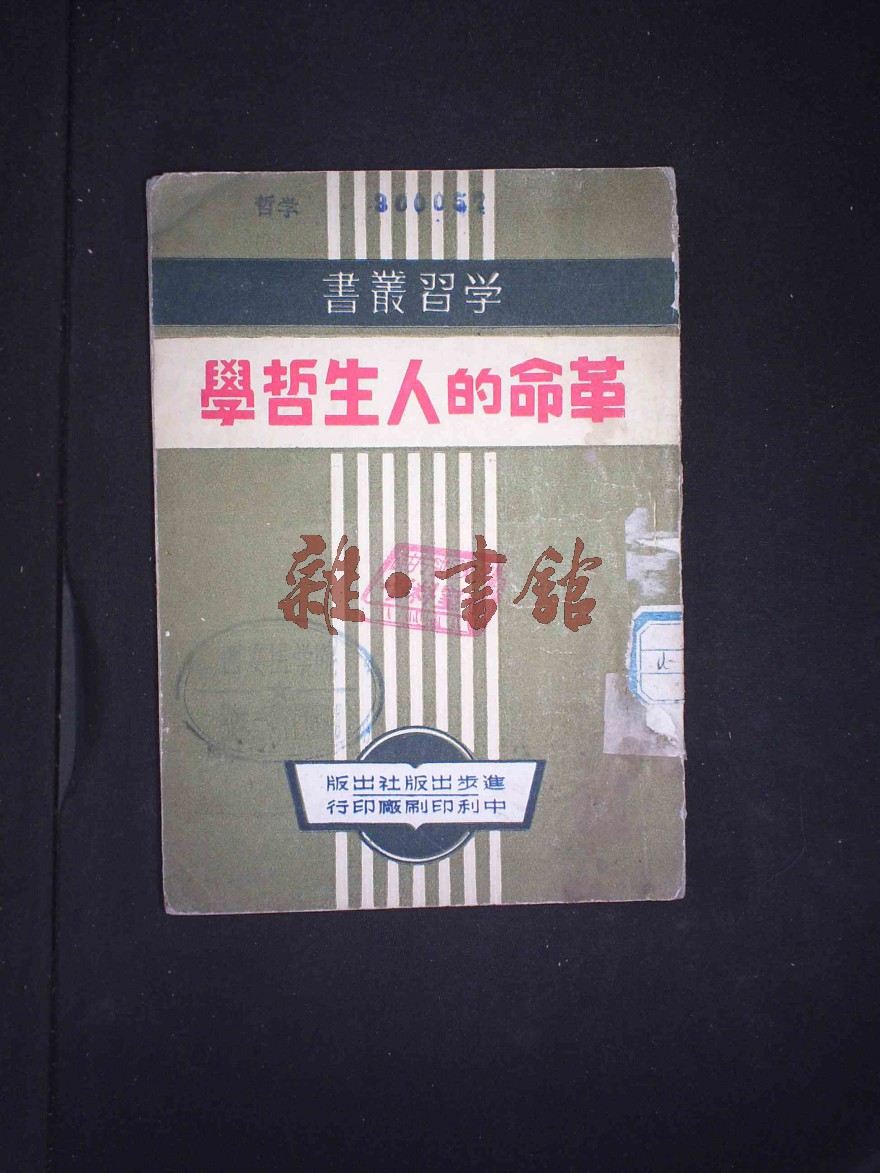 哲学 300057
学習叢書
革命的人生哲學
雜·書館
進步出版社出版
中利印刷廠印行